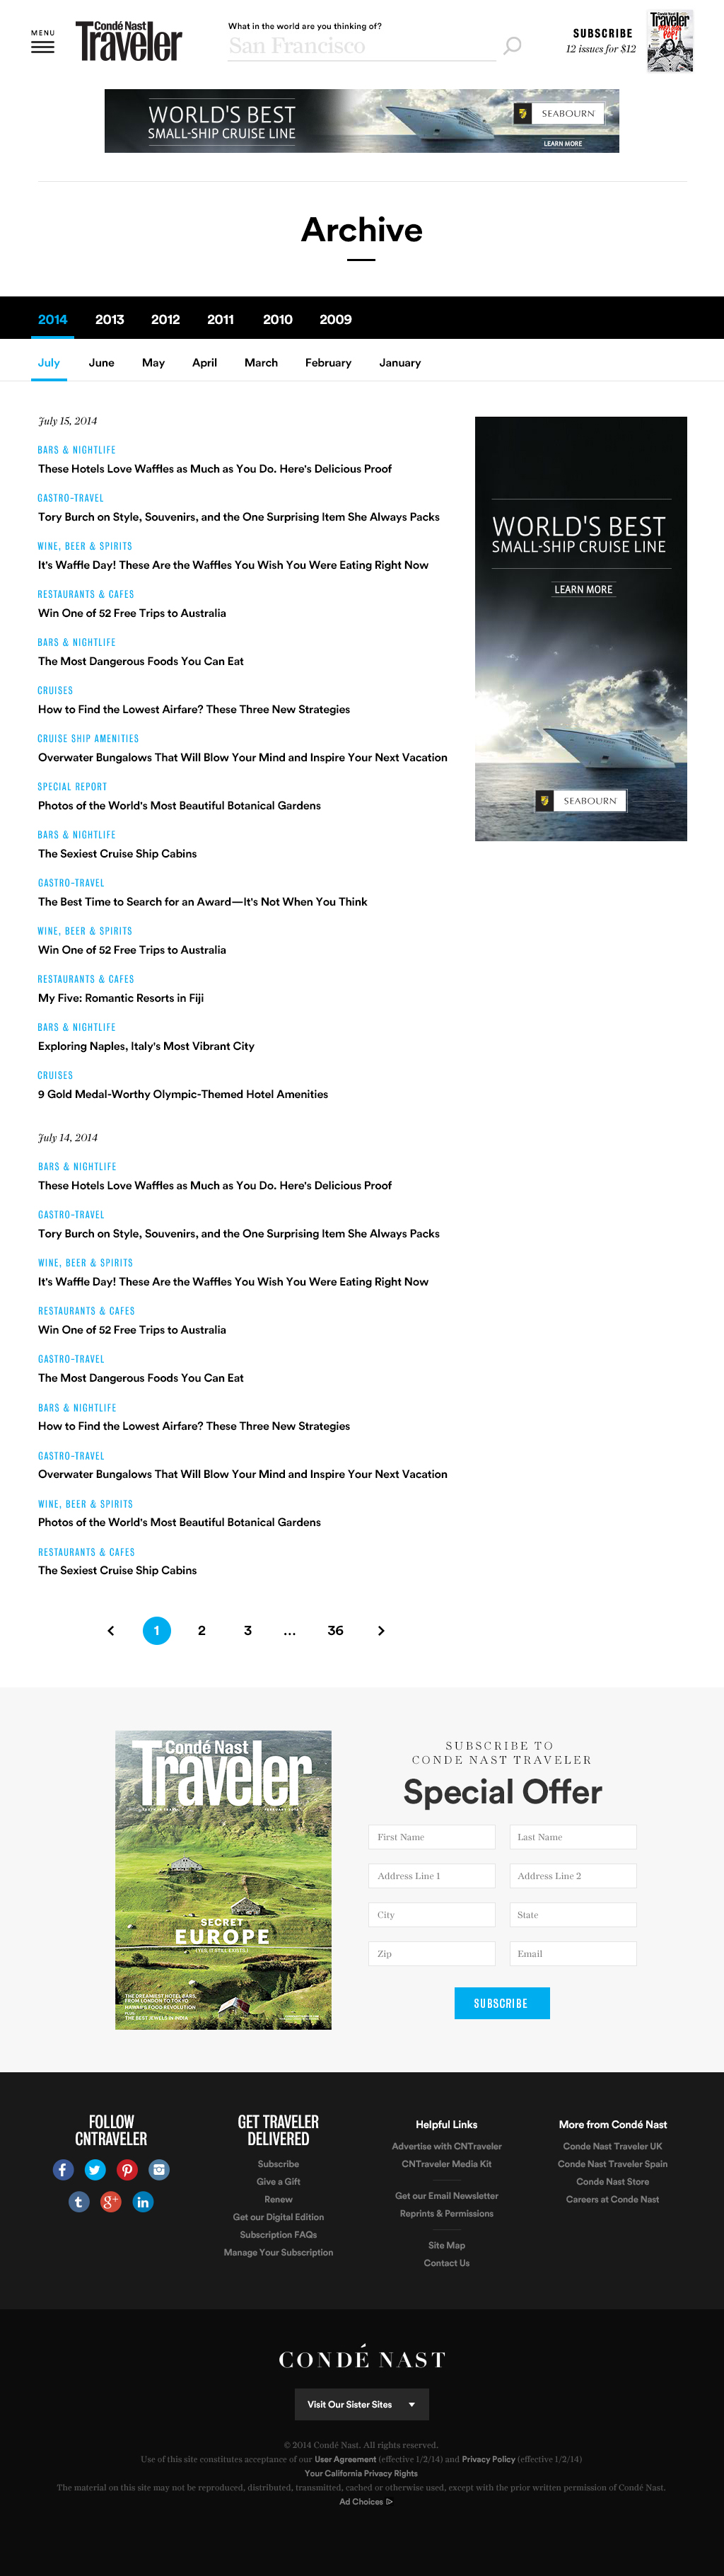 MENU
Condé Nast
Traveler
What in the world are you thinking of?
San Francisco
SUBSCRIBE
12 issues for $12
Condé Nast
Traveler
WORLD'S BEST
SMALL-SHIP CRUISE LINE
SEABOURN
LEARN MORE
Archive
2014 2013 2012 2011 2010 2009
July June May April March February January
July 15, 2014
BARS & NIGHTLIFE
These Hotels Love Waffles as Much as You Do. Here's Delicious Proof
GASTRO-TRAVEL
Tory Burch on Style, Souvenirs, and the One Surprising Item She Always Packs
WINE, BEER & SPIRITS
It's Waffle Day! These Are the Waffles You Wish You Were Eating Right Now
RESTAURANTS & CAFES
Win One of 52 Free Trips to Australia
BARS & NIGHTLIFE
The Most Dangerous Foods You Can Eat
CRUISES
How to Find the Lowest Airfare? These Three New Strategies
CRUISE SHIP AMENITIES
Overwater Bungalows That Will Blow Your Mind and Inspire Your Next Vacation
SPECIAL REPORT
Photos of the World's Most Beautiful Botanical Gardens
BARS & NIGHTLIFE
The Sexiest Cruise Ship Cabins
GASTRO-TRAVEL
The Best Time to Search for an Award—It's Not When You Think
WINE, BEER & SPIRITS
Win One of 52 Free Trips to Australia
RESTAURANTS & CAFES
My Five: Romantic Resorts in Fiji
BARS & NIGHTLIFE
Exploring Naples, Italy's Most Vibrant City
CRUISES
9 Gold Medal-Worthy Olympic-Themed Hotel Amenities
WORLD'S BEST
SMALL-SHIP CRUISE LINE
LEARN MORE
SEABOURN
July 14, 2014
BARS & NIGHTLIFE
These Hotels Love Waffles as Much as You Do. Here's Delicious Proof
GASTRO-TRAVEL
Tory Burch on Style, Souvenirs, and the One Surprising Item She Always Packs
WINE, BEER & SPIRITS
It's Waffle Day! These Are the Waffles You Wish You Were Eating Right Now
RESTAURANTS & CAFES
Win One of 52 Free Trips to Australia
GASTRO-TRAVEL
The Most Dangerous Foods You Can Eat
BARS & NIGHTLIFE
How to Find the Lowest Airfare? These Three New Strategies
GASTRO-TRAVEL
Overwater Bungalows That Will Blow Your Mind and Inspire Your Next Vacation
WINE, BEER & SPIRITS
Photos of the World's Most Beautiful Botanical Gardens
RESTAURANTS & CAFES
The Sexiest Cruise Ship Cabins
1 2 3 ... 36
Condé Nast
Traveler
SECRET
EUROPE
(YES, IT STILL EXISTS!)
THE DREAMIEST HOTEL BARS,
FROM LONDON TO TOKYO
HAWAII'S FOOD REVOLUTION
PLUS
THE BEST JEWELS IN INDIA
SUBSCRIBE TO
CONDE NAST TRAVELER
Special Offer
First Name Last Name
Address Line 1 Address Line 2
City State
Zip Email
SUBSCRIBE
FOLLOW
CNTRAVELER
GET TRAVELER
DELIVERED
Subscribe
Give a Gift
Renew
Get our Digital Edition
Subscription FAQs
Manage Your Subscription
Helpful Links
Advertise with CNTraveler
CNTraveler Media Kit
Get our Email Newsletter
Reprints & Permissions
Site Map
Contact Us
More from Condé Nast
Conde Nast Traveler UK
Conde Nast Traveler Spain
Conde Nast Store
Careers at Conde Nast
CONDÉ NAST
Visit Our Sister Sites
© 2014 Condé Nast. All rights reserved.
Use of this site constitutes acceptance of our User Agreement (effective 1/2/14) and Privacy Policy (effective 1/2/14)
Your California Privacy Rights
The material on this site may not be reproduced, distributed, transmitted, cached or otherwise used, except with the prior written permission of Condé Nast.
Ad Choices